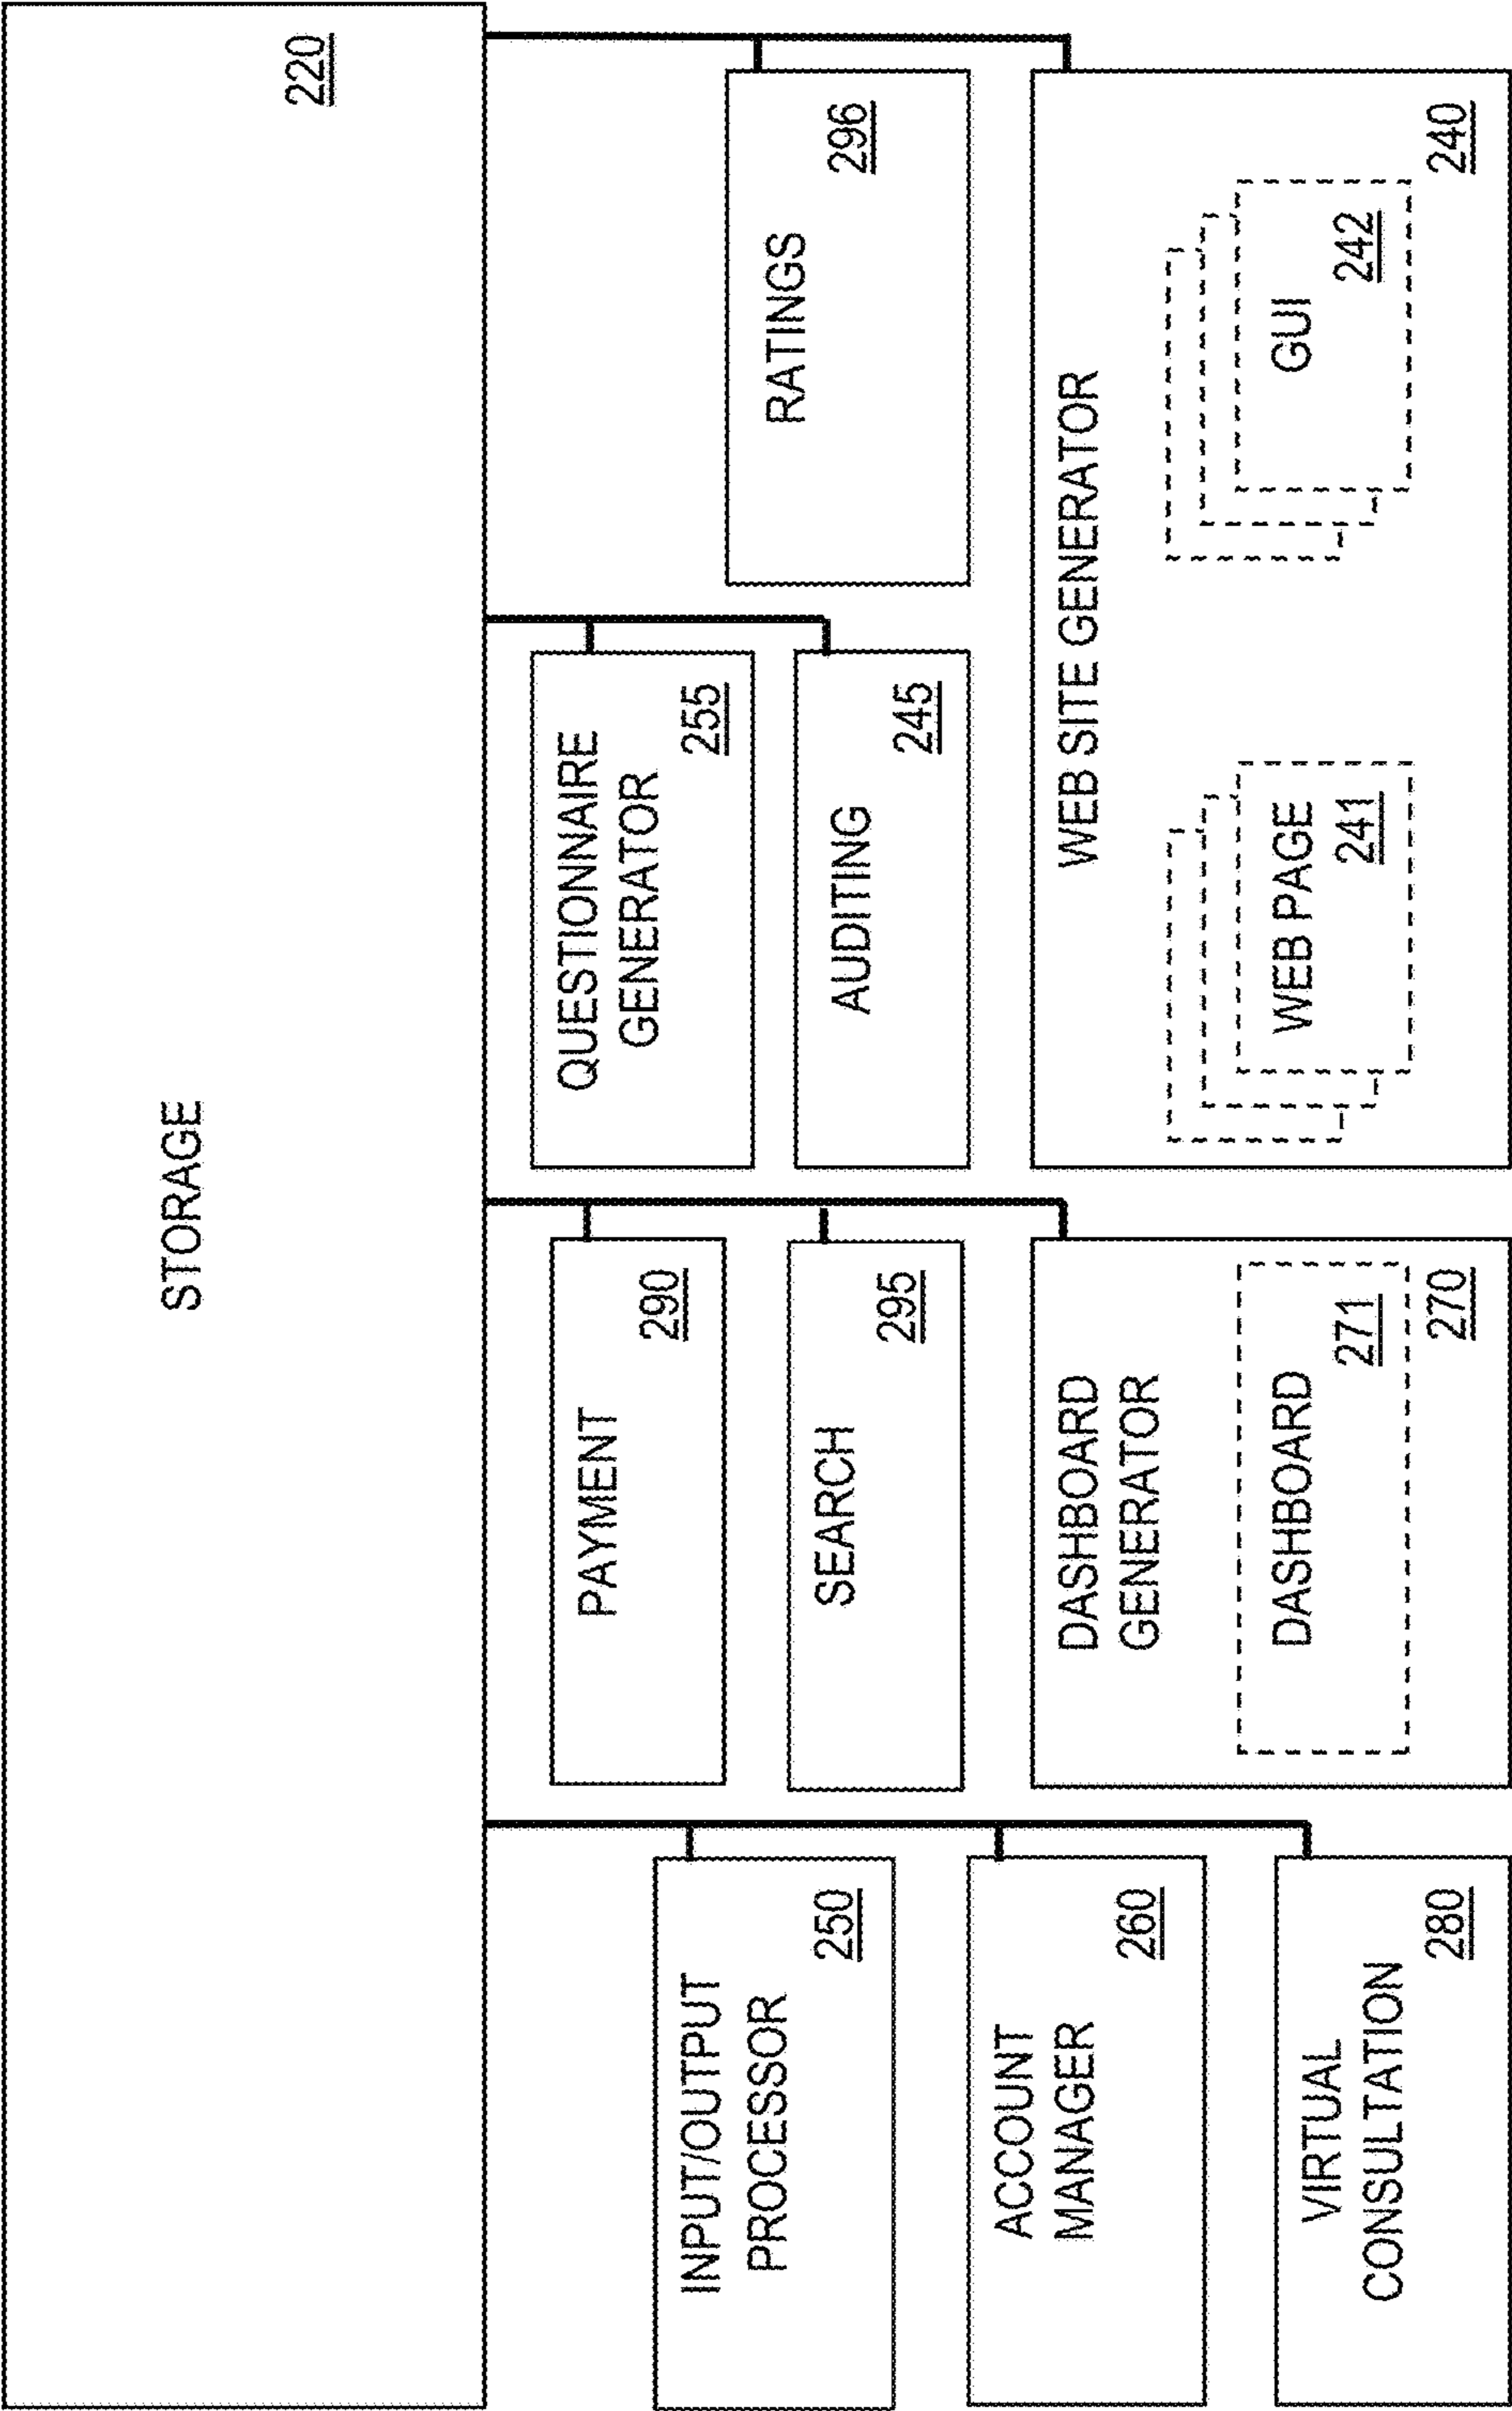 STORAGE
220
INPUT/OUTPUT
PROCESSOR
250
ACCOUNT
MANAGER
260
VIRTUAL
CONSULTATION
280
PAYMENT
290
SEARCH
295
DASHBOARD
GENERATOR
DASHBOARD
271
270
QUESTIONNAIRE
GENERATOR
255
AUDITING
245
RATINGS
296
WEB SITE GENERATOR
WEB PAGE
241
GUI
242
240